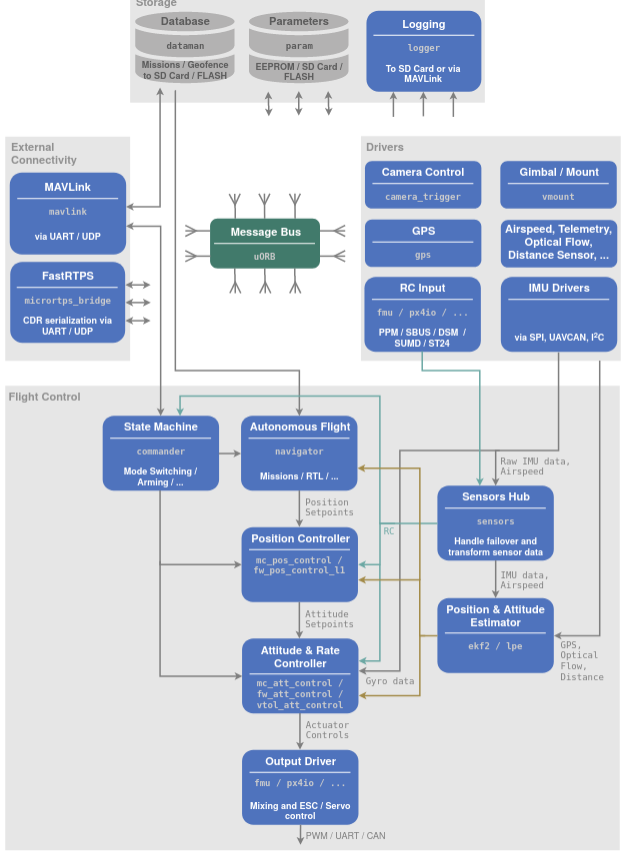 Storage
Database
dataman
Missions / Geofence
to SD Card / FLASH
Parameters
param
EEPROM / SD Card /
FLASH
Logging
logger
To SD Card or via
MAVLink
External
Connectivity
MAVLink
mavlink
via UART / UDP
FastRTPS
micrortps_bridge
CDR serialization via
UART / UDP
Message Bus
uORB
Drivers
Camera Control
camera_trigger
Gimbal / Mount
vmount
GPS
gps
Airspeed, Telemetry,
Optical Flow,
Distance Sensor, ...
RC Input
fmu / px4io / ...
PPM / SBUS / DSM /
SUMD / ST24
IMU Drivers
via SPI, UAVCAN, I²C
Flight Control
State Machine
commander
Mode Switching /
Arming / ...
Autonomous Flight
navigator
Missions / RTL / ...
Raw IMU data,
Airspeed
Sensors Hub
sensors
Handle failover and
transform sensor data
Position
Setpoints
RC
Position Controller
mc_pos_control /
fw_pos_control_l1
IMU data,
Airspeed
Position & Attitude
Estimator
ekf2 / lpe
Attitude
Setpoints
GPS,
Optical
Flow,
Distance
Attitude & Rate
Controller
mc_att_control /
fw_att_control /
vtol_att_control
Gyro data
Actuator
Controls
Output Driver
fmu / px4io / ...
Mixing and ESC / Servo
control
PWM / UART / CAN